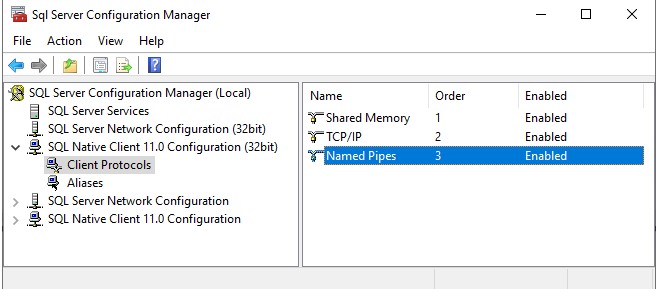 Sql Server Configuration Manager
File Action View Help
SQL Server Configuration Manager (Local)
SQL Server Services
SQL Server Network Configuration (32bit)
SQL Native Client 11.0 Configuration (32bit)
Client Protocols
Aliases
SQL Server Network Configuration
SQL Native Client 11.0 Configuration
Name Order Enabled
Shared Memory 1 Enabled
TCP/IP 2 Enabled
Named Pipes 3 Enabled